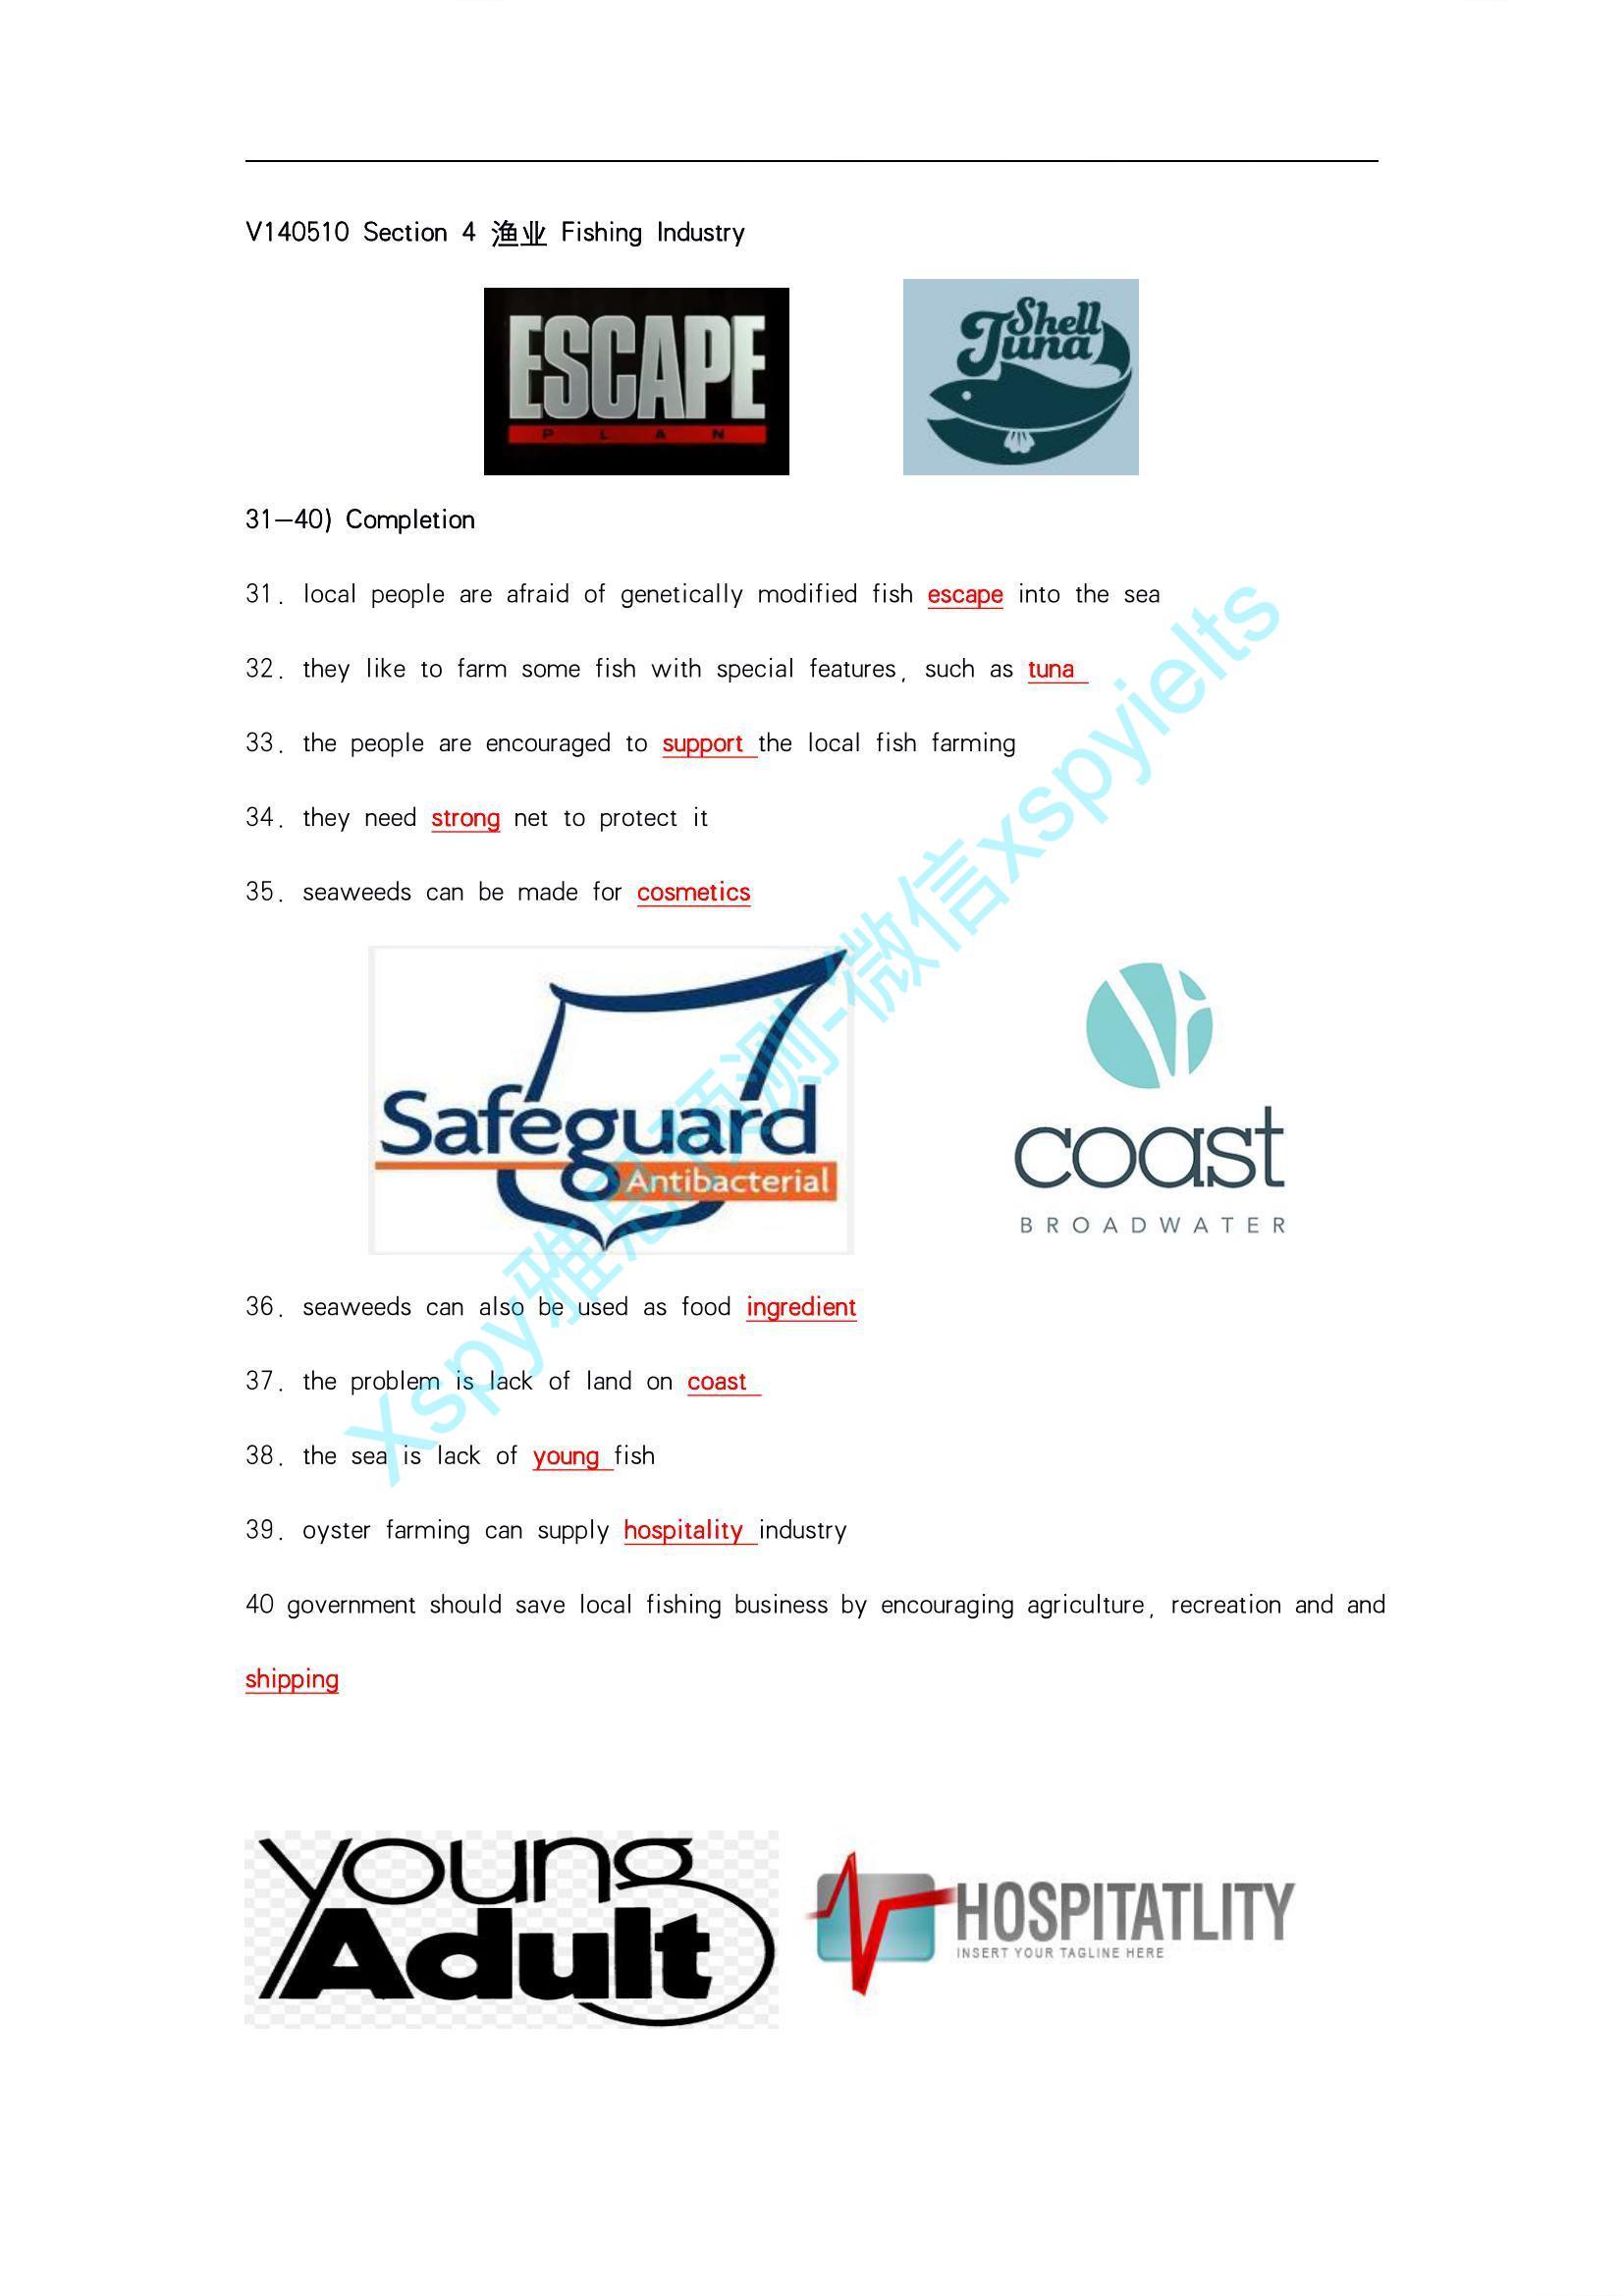 V140510 Section 4 渔业 Fishing Industry
ESCAPE
PLAN
Shell
Tuna
31—40) Completion
31. local people are afraid of genetically modified fish escape into the sea
32. they like to farm some fish with special features, such as tuna
33. the people are encouraged to support the local fish farming
34. they need strong net to protect it
35. seaweeds can be made for cosmetics
Safeguard
Antibacterial
coast
BROADWATER
36. seaweeds can also be used as food ingredient
37. the problem is lack of land on coast
38. the sea is lack of young fish
39. oyster farming can supply hospitality industry
40 government should save local fishing business by encouraging agriculture, recreation and and
shipping
young
Adult
HOSPITATLITY
INSERT YOUR TAGLINE HERE
Xspy雅思预测-微信xspyielts